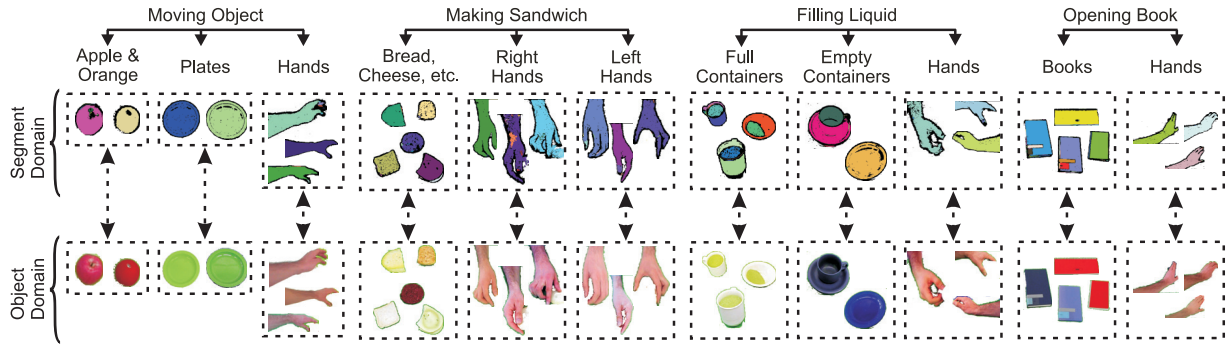 Moving Object
Making Sandwich
Filling Liquid
Opening Book
Apple &
Orange
Plates
Hands
Bread,
Cheese, etc.
Right
Hands
Left
Hands
Full
Containers
Empty
Containers
Hands
Books
Hands
Segment
Domain
Object
Domain